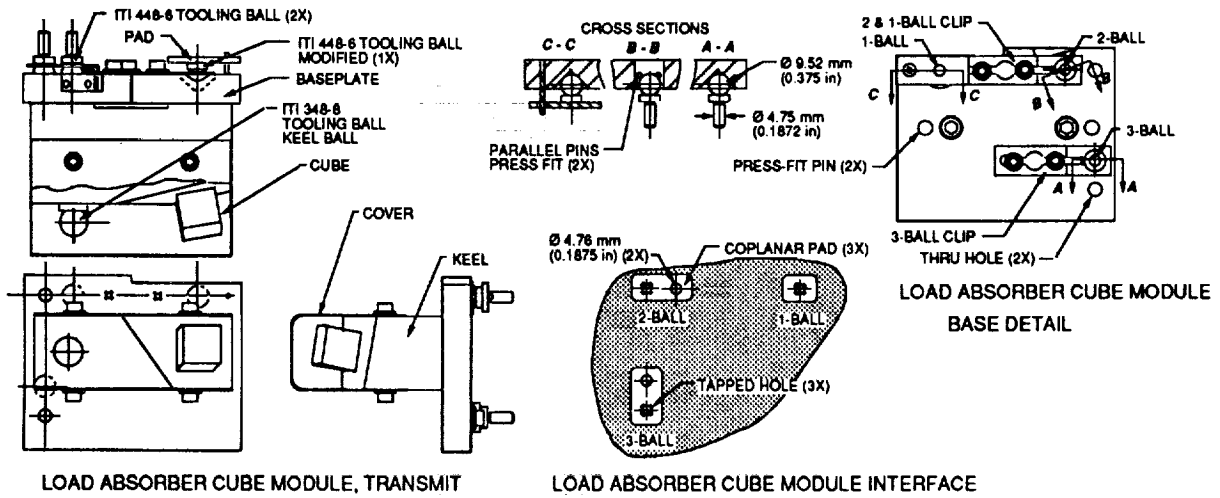 ITI 448-6 TOOLING BALL (2X)
PAD
ITI 448-6 TOOLING BALL
MODIFIED (1X)
BASEPLATE
ITI 348-8
TOOLING BALL
KEEL BALL
CUBE
COVER
KEEL
LOAD ABSORBER CUBE MODULE, TRANSMIT
CROSS SECTIONS
C - C
B - B
A - A
Ø 9.52 mm
(0.375 in)
Ø 4.75 mm
(0.1872 in)
PARALLEL PINS
PRESS FIT (2X)
Ø 4.76 mm
(0.1875 in) (2X)
COPLANAR PAD (3X)
2-BALL
1-BALL
TAPPED HOLE (3X)
3-BALL
LOAD ABSORBER CUBE MODULE INTERFACE
2 & 1-BALL CLIP
1-BALL
2-BALL
C
C
B
B
3-BALL
PRESS-FIT PIN (2X)
A
A
3-BALL CLIP
THRU HOLE (2X)
LOAD ABSORBER CUBE MODULE
BASE DETAIL